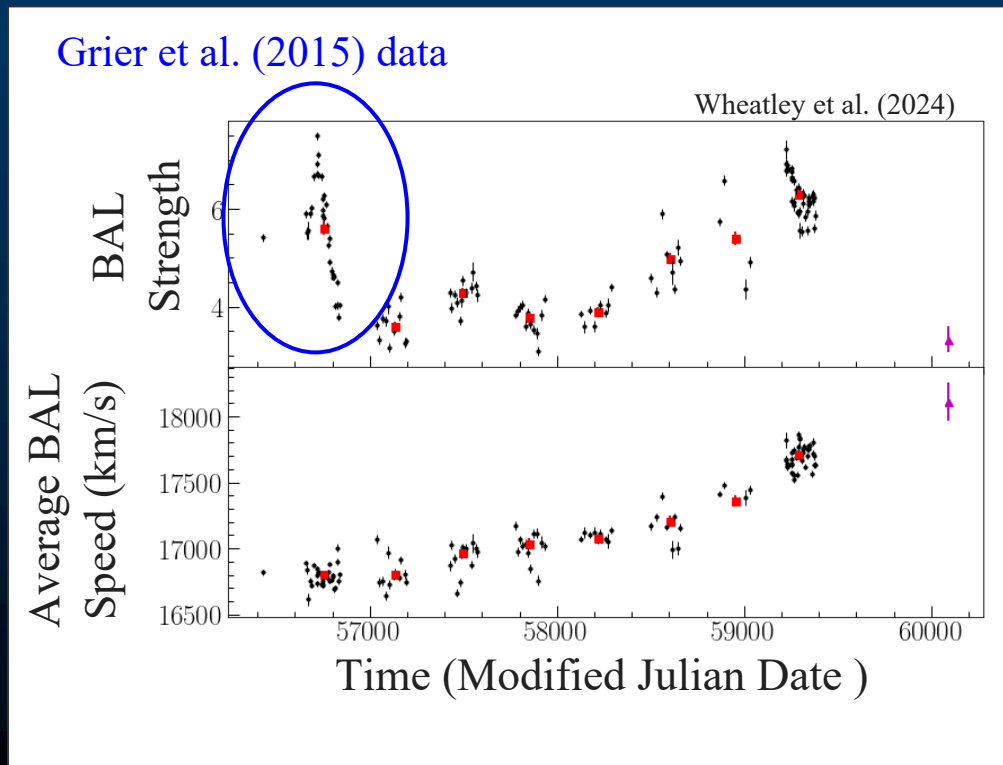 Grier et al. (2015) data
Wheatley et al. (2024)
BAL
Strength
6
4
Average BAL
Speed (km/s)
18000
17500
17000
16500
57000 58000 59000 60000
Time (Modified Julian Date )